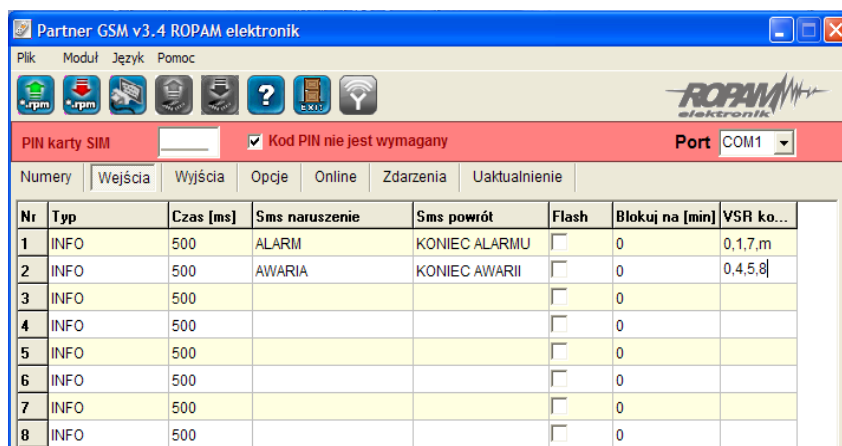 Partner GSM v3.4 ROPAM elektronik
Plik Moduł Język Pomoc
*.rpm *.rpm ? EXIT ROPAM
elektronik
PIN karty SIM Kod PIN nie jest wymagany Port COM1
Numery Wejścia Wyjścia Opcje Online Zdarzenia Uaktualnienie
Nr Typ Czas [ms] Sms naruszenie Sms powrót Flash Blokuj na [min] VSR ko...
1 INFO 500 ALARM KONIEC ALARMU 0 0,1,7,m
2 INFO 500 AWARIA KONIEC AWARII 0 0,4,5,8
3 INFO 500 0
4 INFO 500 0
5 INFO 500 0
6 INFO 500 0
7 INFO 500 0
8 INFO 500 0